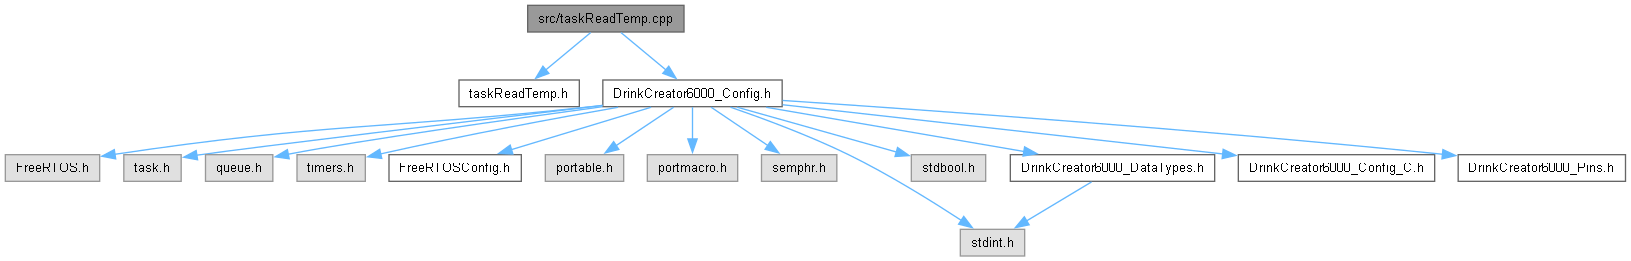 src/taskReadTemp.cpp
taskReadTemp.h
DrinkCreator6000_Config.h
FreeRTOS.h
task.h
queue.h
timers.h
FreeRTOSConfig.h
portable.h
portmacro.h
semphr.h
stdbool.h
DrinkCreator6000_DataTypes.h
DrinkCreator6000_Config_C.h
DrinkCreator6000_Pins.h
stdint.h